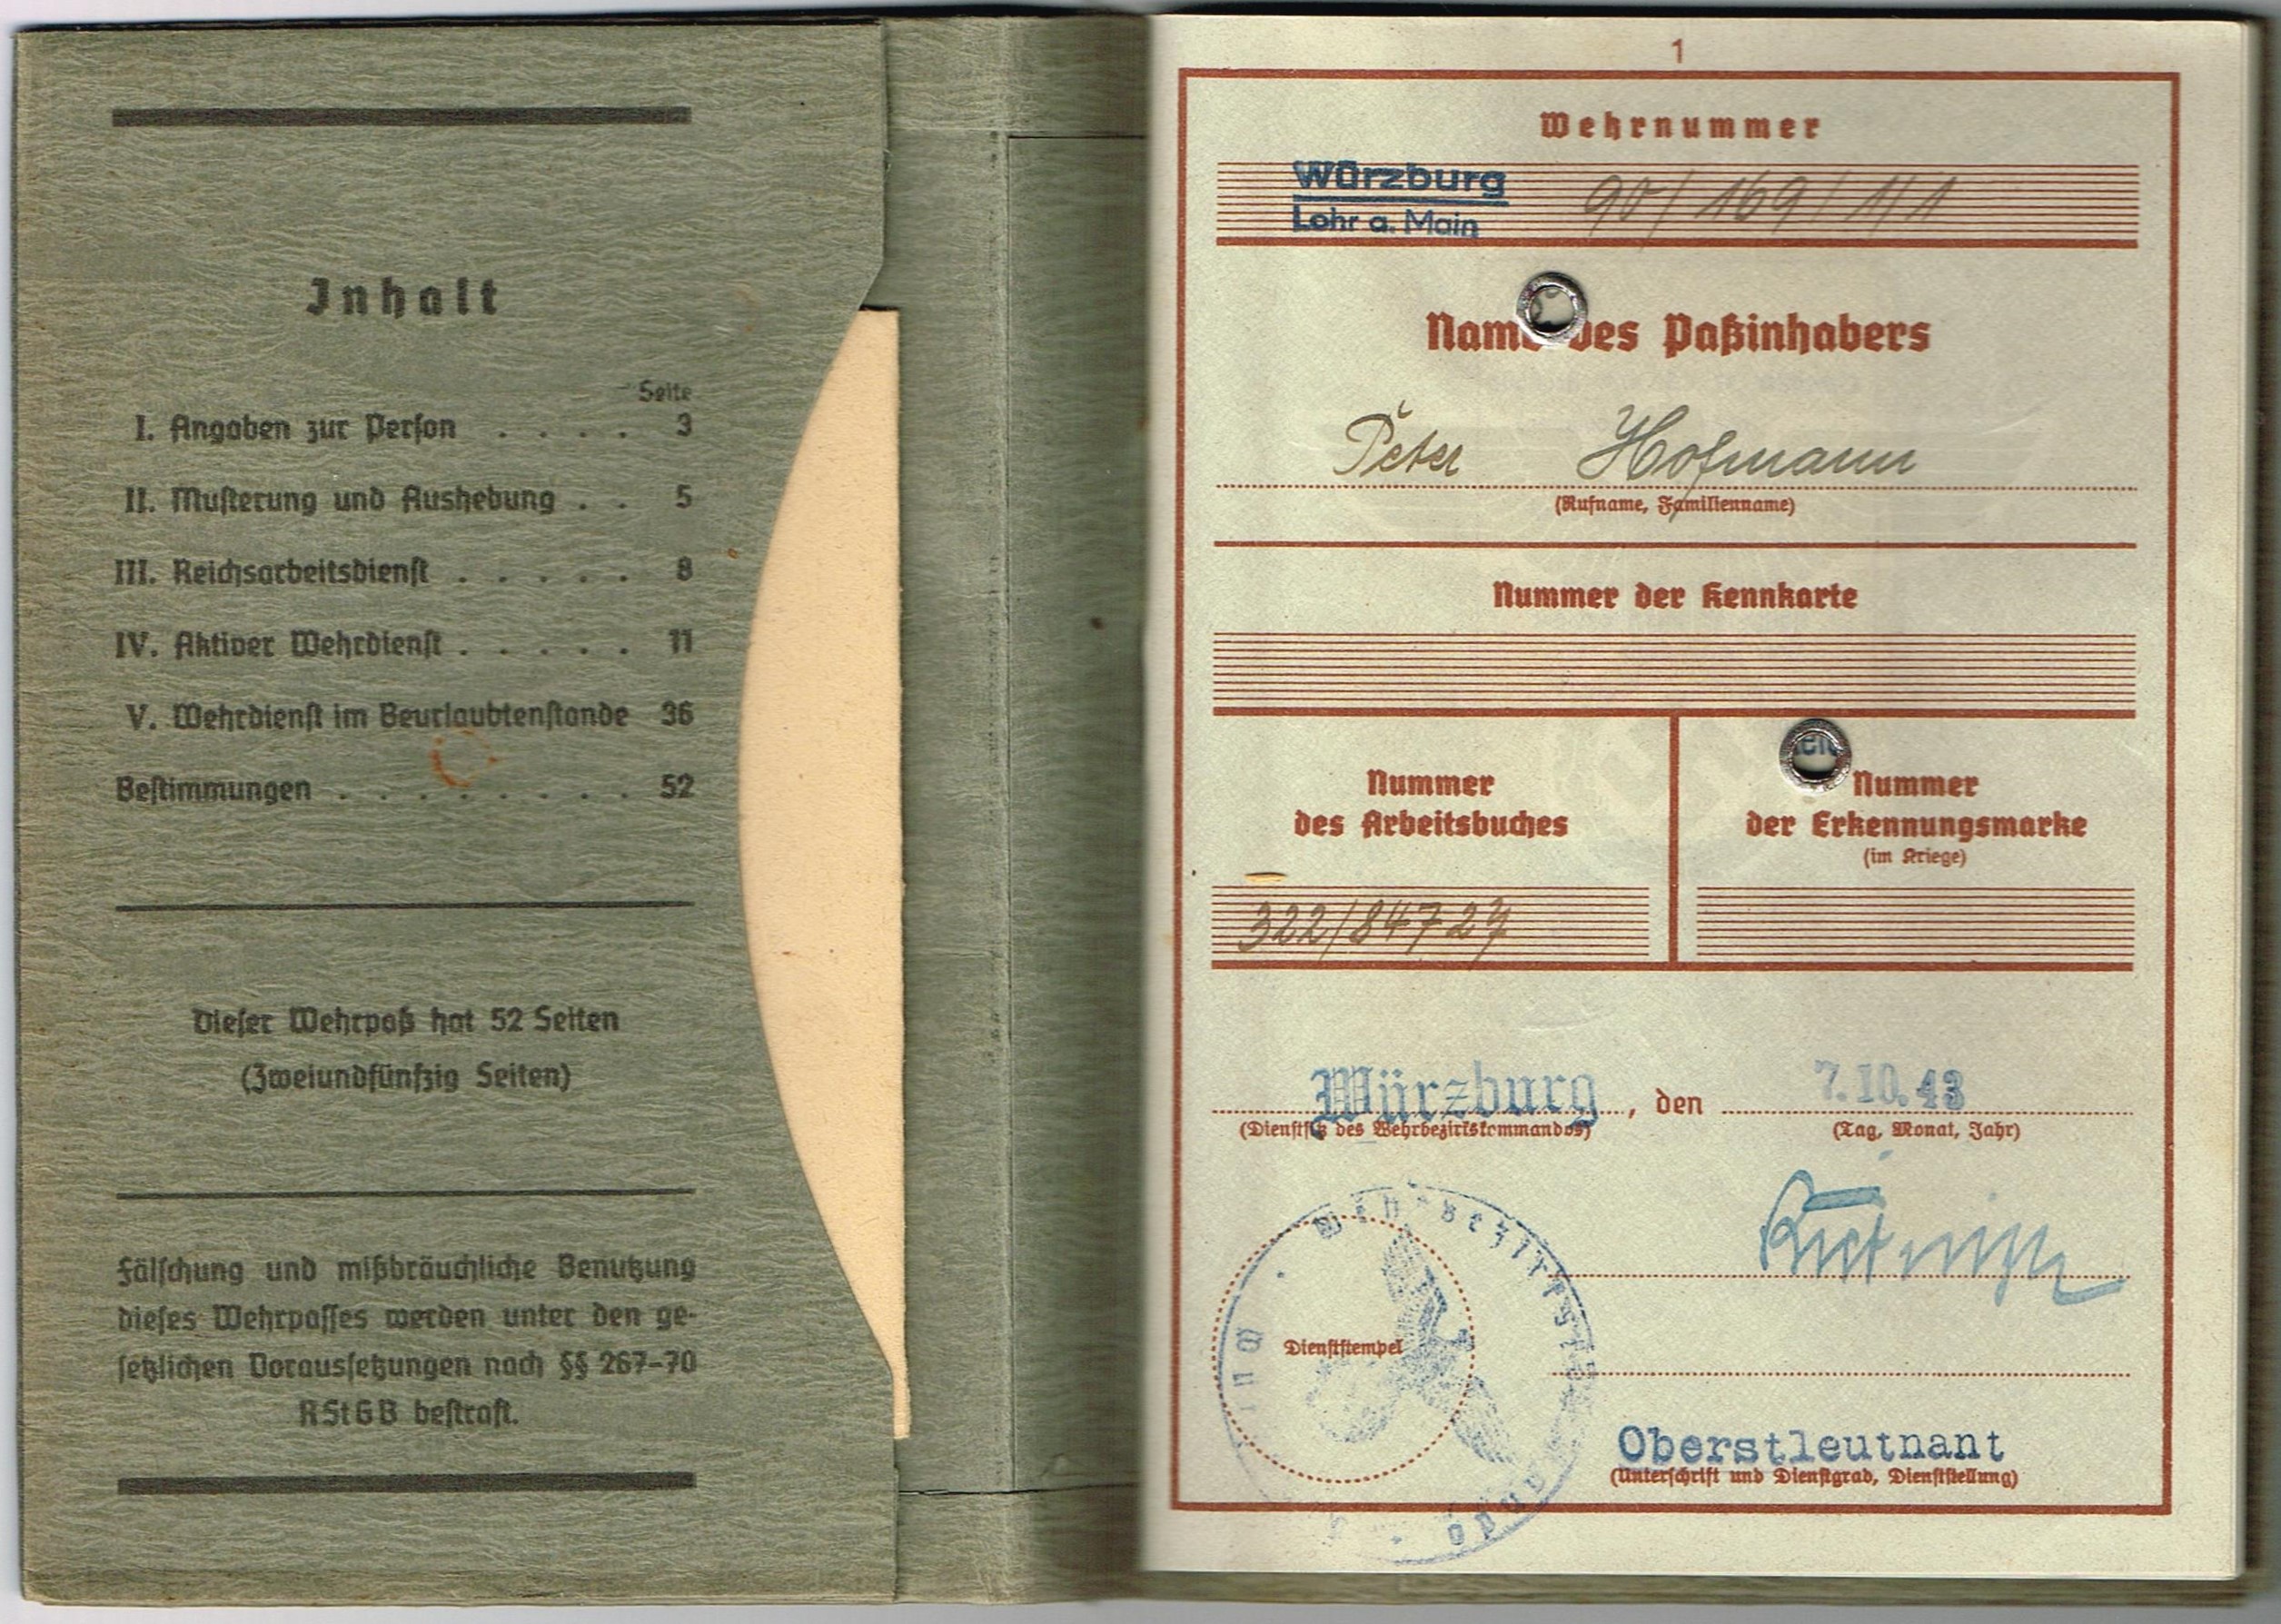 Inhalt
Seite
I. Angaben zur Person . . . . 3
II. Musterung und Aushebung . . 5
III. Reichsarbeitsdienst . . . . . 8
IV. Aktiver Wehrdienst . . . . . 11
V. Wehrdienst im Beurlaubtenstande 36
Bestimmungen . . . . . . . . 52
Dieser Wehrpaß hat 52 Seiten
(Zweiundfünfzig Seiten)
Fälschung und mißbräuchliche Benutzung
dieses Wehrpasses werden unter den ge-
setzlichen Voraussetzungen nach §§ 267-70
RStGB bestraft.
1
Wehrnummer
Würzburg
Lohr a. Main
90/169/1/1
Name des Paßinhabers
Peter Hofmann
(Rufname, Familienname)
Nummer der Kennkarte
Nummer
des Arbeitsbuches
322/84727
Nummer
der Erkennungsmarke
(im Kriege)
Würzburg, den 7.10.43
(Dienstsitz des Wehrbezirkskommandos) (Tag, Monat, Jahr)
Dienststempel
Oberstleutnant
(Unterschrift und Dienstgrad, Dienststellung)